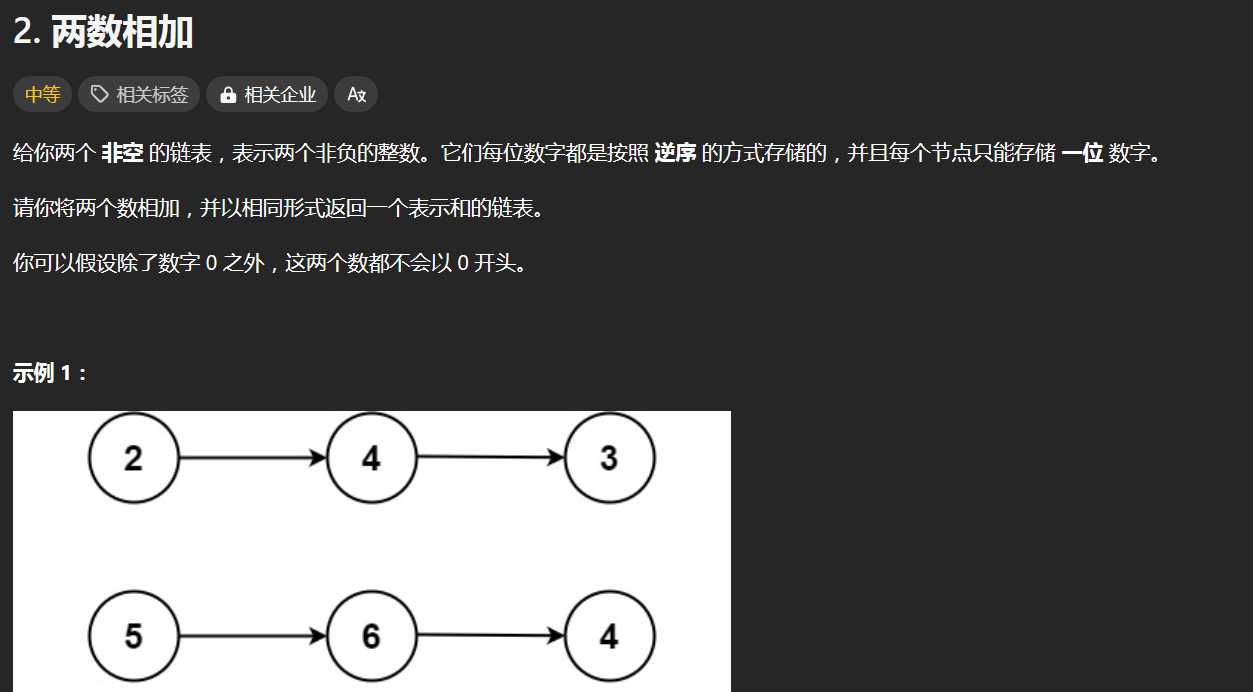 2. 两数相加
中等 相关标签 相关企业 A文
给你两个 非空 的链表，表示两个非负的整数。它们每位数字都是按照 逆序 的方式存储的，并且每个节点只能存储 一位 数字。
请你将两个数相加，并以相同形式返回一个表示和的链表。
你可以假设除了数字 0 之外，这两个数都不会以 0 开头。
示例 1：
2 4 3
5 6 4